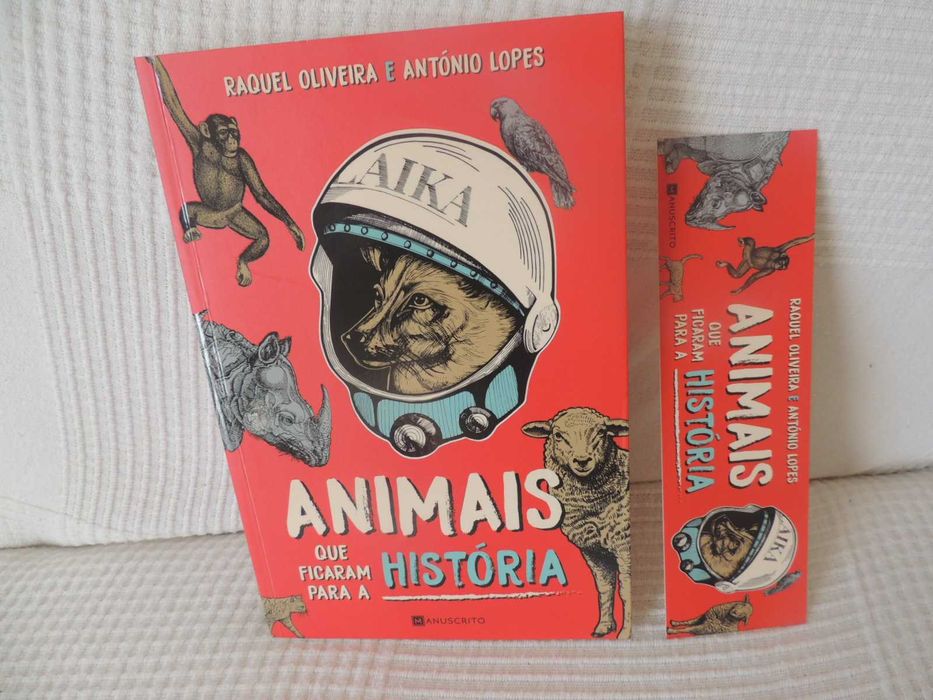 RAQUEL OLIVEIRA E ANTÓNIO LOPES
LAIKA
ANIMAIS
QUE
FICARAM
PARA A
HISTÓRIA
MANUSCRITO
MANUSCRITO
RAQUEL OLIVEIRA E ANTÓNIO LOPES
ANIMAIS
QUE
FICARAM
PARA A
HISTÓRIA
AIKA